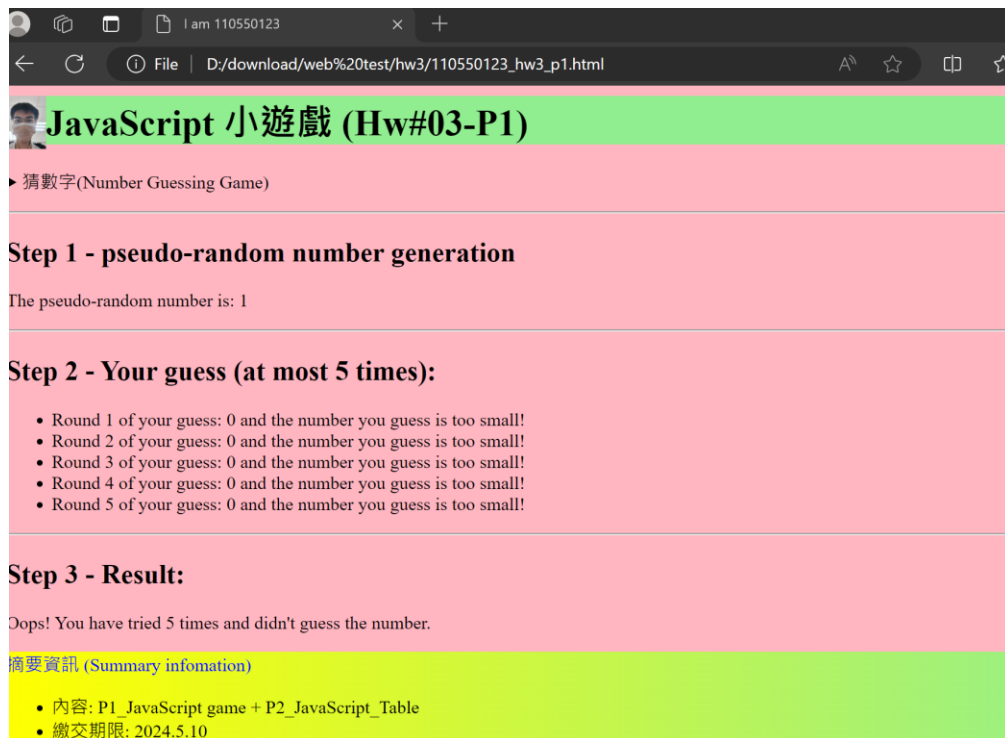 I am 110550123
File | D:/download/web%20test/hw3/110550123_hw3_p1.html
JavaScript 小遊戲 (Hw#03-P1)
猜數字(Number Guessing Game)
Step 1 - pseudo-random number generation
The pseudo-random number is: 1
Step 2 - Your guess (at most 5 times):
• Round 1 of your guess: 0 and the number you guess is too small!
• Round 2 of your guess: 0 and the number you guess is too small!
• Round 3 of your guess: 0 and the number you guess is too small!
• Round 4 of your guess: 0 and the number you guess is too small!
• Round 5 of your guess: 0 and the number you guess is too small!
Step 3 - Result:
Oops! You have tried 5 times and didn't guess the number.
摘要資訊 (Summary infomation)
• 內容: P1_JavaScript game + P2_JavaScript_Table
• 繳交期限: 2024.5.10